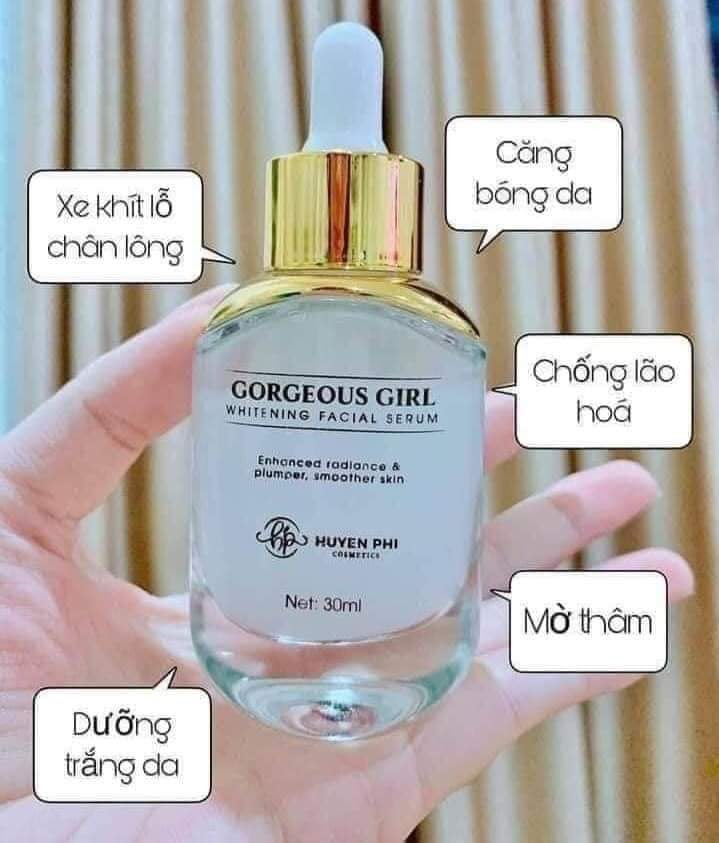 Căng
bóng da
Xe khít lỗ
chân lông
Chống lão
hoá
GORGEOUS GIRL
WHITENING FACIAL SERUM
Enhanced radiance &
plumper, smoother skin
hp HUYEN PHI
COSMETICS
Net: 30ml
Mờ thâm
Dưỡng
trắng da